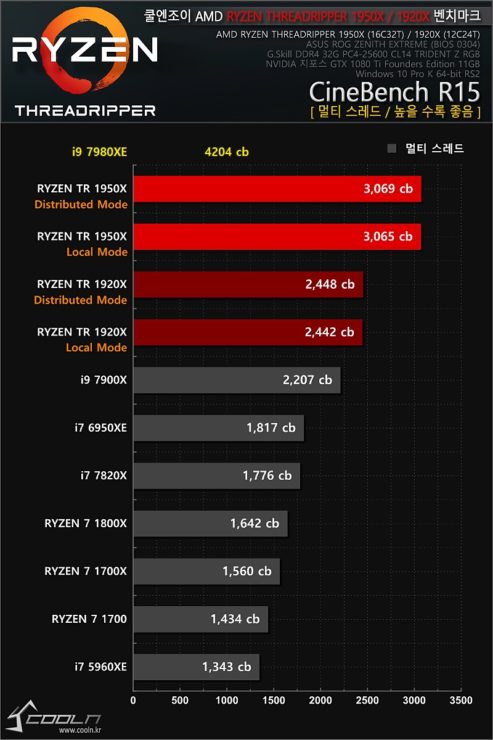 쿨엔조이 AMD RYZEN THREADRIPPER 1950X / 1920X 벤치마크
AMD RYZEN THREADRIPPER 1950X (16C32T) / 1920X (12C24T)
ASUS ROG ZENITH EXTREME (BIOS 0304)
G.Skill DDR4 32G PC4-25600 CL14 TRIDENT Z RGB
NVIDIA 지포스 GTX 1080 Ti Founders Edition 11GB
Windows 10 Pro K 64-bit RS2
RYZEN
THREADRIPPER
CineBench R15
[ 멀티 스레드 / 높을 수록 좋음 ]
i9 7980XE 4204 cb
멀티 스레드
RYZEN TR 1950X
Distributed Mode
3,069 cb
RYZEN TR 1950X
Local Mode
3,065 cb
RYZEN TR 1920X
Distributed Mode
2,448 cb
RYZEN TR 1920X
Local Mode
2,442 cb
i9 7900X 2,207 cb
i7 6950XE 1,817 cb
i7 7820X 1,776 cb
RYZEN 7 1800X 1,642 cb
RYZEN 7 1700X 1,560 cb
RYZEN 7 1700 1,434 cb
i7 5960XE 1,343 cb
0 500 1000 1500 2000 2500 3000 3500
COOLN
www.cooln.kr